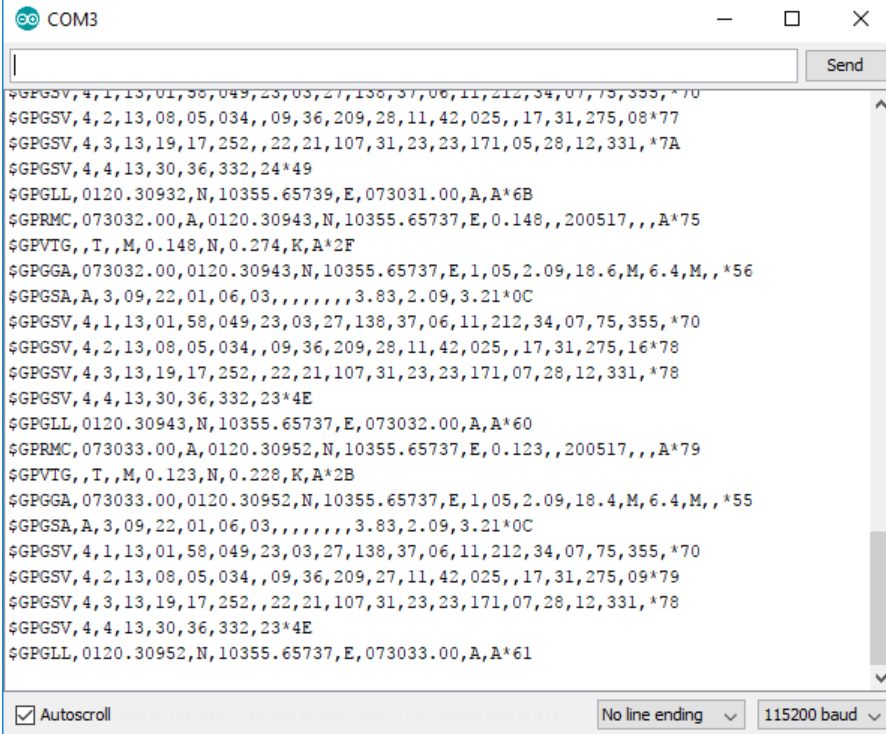 COM3
Send
$GPGSV,4,1,13,01,58,049,23,03,27,138,37,06,11,212,34,07,75,355,*70
$GPGSV,4,2,13,08,05,034,,09,36,209,28,11,42,025,,17,31,275,08*77
$GPGSV,4,3,13,19,17,252,,22,21,107,31,23,23,171,05,28,12,331,*7A
$GPGSV,4,4,13,30,36,332,24*49
$GPGLL,0120.30932,N,10355.65739,E,073031.00,A,A*6B
$GPRMC,073032.00,A,0120.30943,N,10355.65737,E,0.148,,200517,,,A*75
$GPVTG,,T,,M,0.148,N,0.274,K,A*2F
$GPGGA,073032.00,0120.30943,N,10355.65737,E,1,05,2.09,18.6,M,6.4,M,,*56
$GPGSA,A,3,09,22,01,06,03,,,,,,,,3.83,2.09,3.21*0C
$GPGSV,4,1,13,01,58,049,23,03,27,138,37,06,11,212,34,07,75,355,*70
$GPGSV,4,2,13,08,05,034,,09,36,209,28,11,42,025,,17,31,275,16*78
$GPGSV,4,3,13,19,17,252,,22,21,107,31,23,23,171,07,28,12,331,*78
$GPGSV,4,4,13,30,36,332,23*4E
$GPGLL,0120.30943,N,10355.65737,E,073032.00,A,A*60
$GPRMC,073033.00,A,0120.30952,N,10355.65737,E,0.123,,200517,,,A*79
$GPVTG,,T,,M,0.123,N,0.228,K,A*2B
$GPGGA,073033.00,0120.30952,N,10355.65737,E,1,05,2.09,18.4,M,6.4,M,,*55
$GPGSA,A,3,09,22,01,06,03,,,,,,,,3.83,2.09,3.21*0C
$GPGSV,4,1,13,01,58,049,23,03,27,138,37,06,11,212,34,07,75,355,*70
$GPGSV,4,2,13,08,05,034,,09,36,209,27,11,42,025,,17,31,275,09*79
$GPGSV,4,3,13,19,17,252,,22,21,107,31,23,23,171,07,28,12,331,*78
$GPGSV,4,4,13,30,36,332,23*4E
$GPGLL,0120.30952,N,10355.65737,E,073033.00,A,A*61
Autoscroll
No line ending
115200 baud